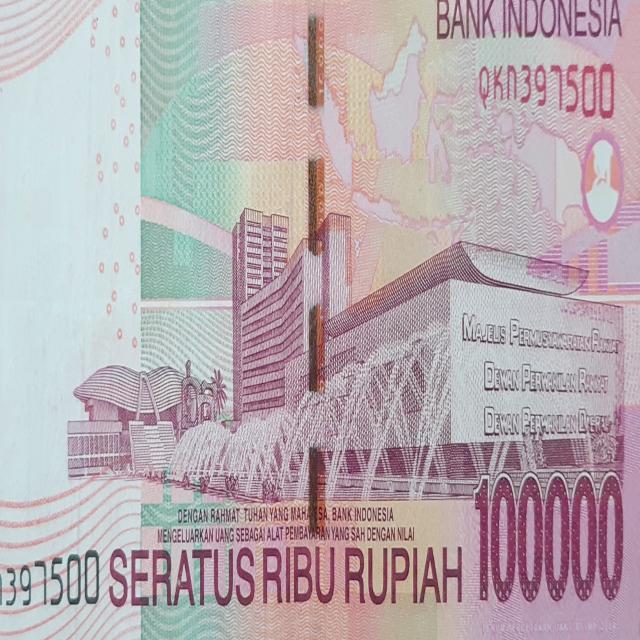 BANK INDONESIA
QKN397500
MAJELIS PERMUSYAWARATAN RAKYAT
DEWAN PERWAKILAN RAKYAT
DEWAN PERWAKILAN DAERAH
DENGAN RAHMAT TUHAN YANG MAHA ESA, BANK INDONESIA
MENGELUARKAN UANG SEBAGAI ALAT PEMBAYARAN YANG SAH DENGAN NILAI
N397500 SERATUS RIBU RUPIAH 100000